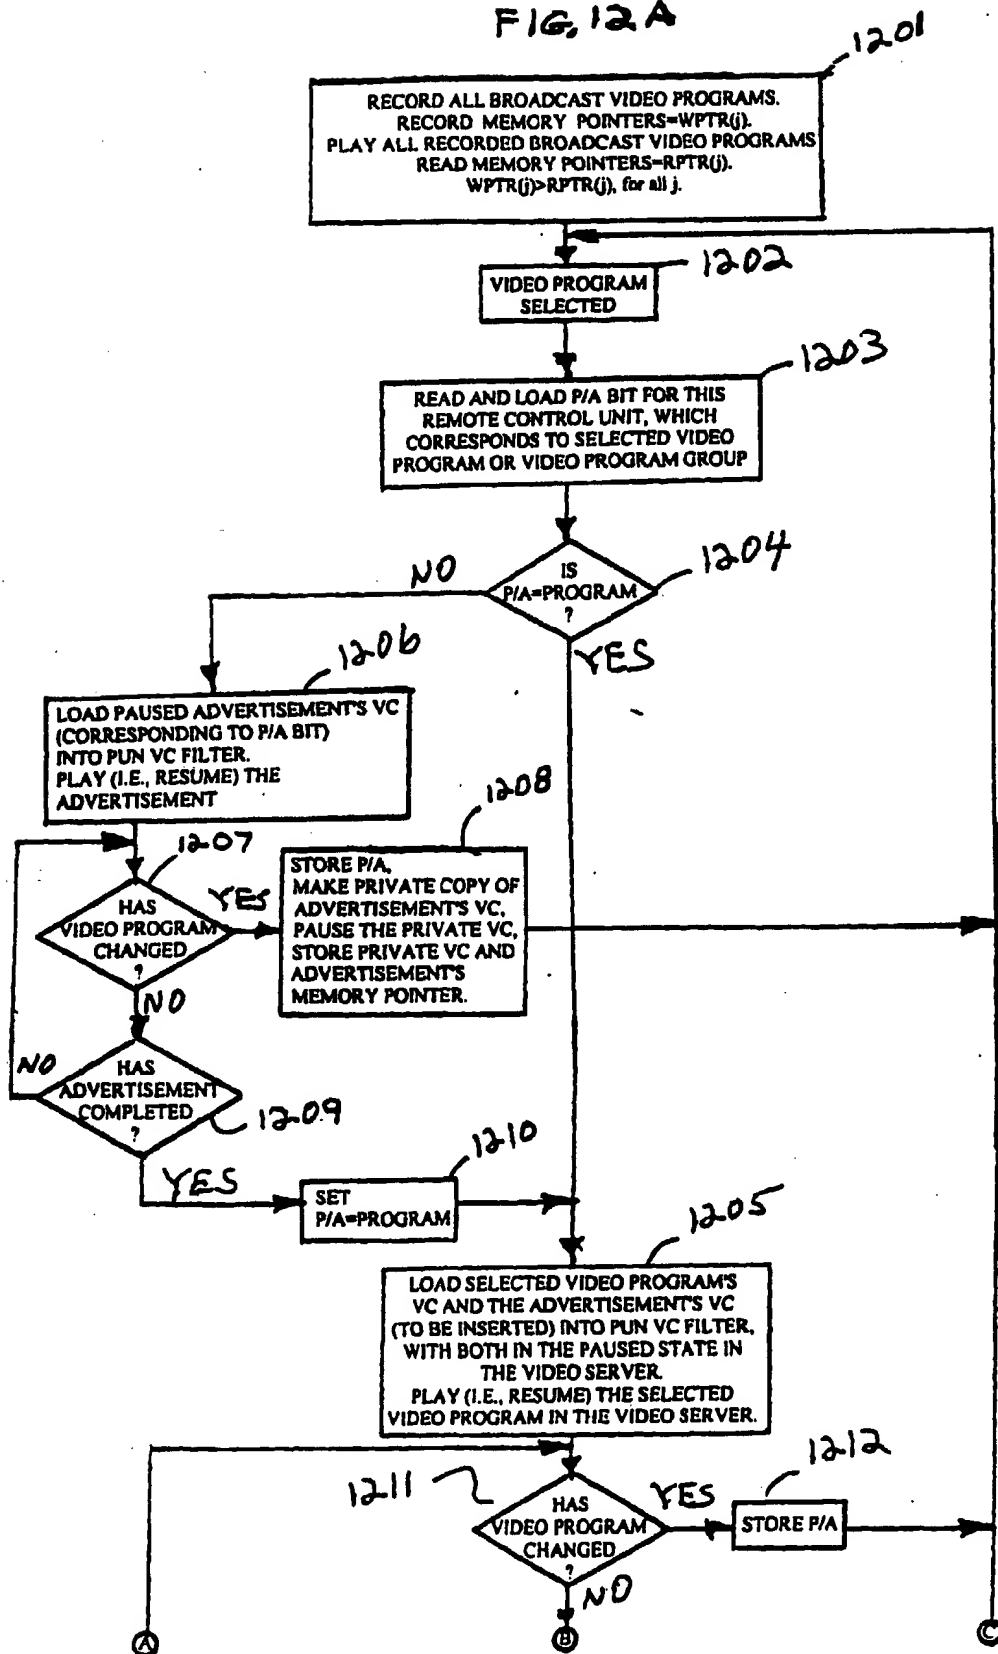 FIG. 12A
1201
RECORD ALL BROADCAST VIDEO PROGRAMS.
RECORD MEMORY POINTERS=WPTR(j).
PLAY ALL RECORDED BROADCAST VIDEO PROGRAMS
READ MEMORY POINTERS=RPTR(j).
WPTR(j)>RPTR(j), for all j.
1202
VIDEO PROGRAM
SELECTED
1203
READ AND LOAD P/A BIT FOR THIS
REMOTE CONTROL UNIT, WHICH
CORRESPONDS TO SELECTED VIDEO
PROGRAM OR VIDEO PROGRAM GROUP
1204
IS
P/A=PROGRAM
?
NO
YES
1206
LOAD PAUSED ADVERTISEMENT'S VC
(CORRESPONDING TO P/A BIT)
INTO PUN VC FILTER.
PLAY (I.E., RESUME) THE
ADVERTISEMENT
1207
HAS
VIDEO PROGRAM
CHANGED
?
YES
1208
STORE P/A,
MAKE PRIVATE COPY OF
ADVERTISEMENT'S VC,
PAUSE THE PRIVATE VC,
STORE PRIVATE VC AND
ADVERTISEMENT'S
MEMORY POINTER.
NO
NO
HAS
ADVERTISEMENT
COMPLETED
?
1209
YES
1210
SET
P/A=PROGRAM
1205
LOAD SELECTED VIDEO PROGRAM'S
VC AND THE ADVERTISEMENT'S VC
(TO BE INSERTED) INTO PUN VC FILTER,
WITH BOTH IN THE PAUSED STATE IN
THE VIDEO SERVER.
PLAY (I.E., RESUME) THE SELECTED
VIDEO PROGRAM IN THE VIDEO SERVER.
1211
HAS
VIDEO PROGRAM
CHANGED
?
YES
1212
STORE P/A
NO
A
B
C